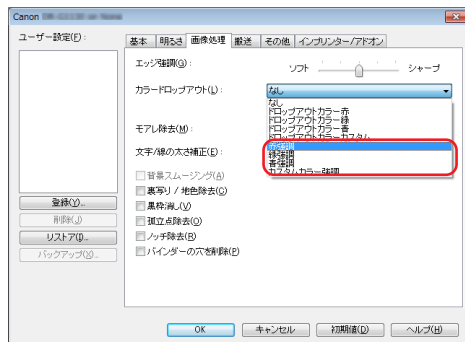 Canon
ユーザー設定(F):
基本 明るさ 画像処理 搬送 その他 インプリンター/アドオン
エッジ強調(G):
ソフト シャープ
カラードロップアウト(L):
なし
なし
ドロップアウトカラー赤
ドロップアウトカラー緑
ドロップアウトカラー青
ドロップアウトカラーカスタム
赤強調
緑強調
青強調
カスタムカラー強調
モアレ除去(M):
文字/線の太さ補正(E):
背景スムージング(A)
裏写り / 地色除去(C)
黒枠消し(V)
孤立点除去(O)
ノッチ除去(R)
バインダーの穴を削除(P)
登録(Y)...
削除(J)
リストア(T)...
バックアップ(X)...
OK キャンセル 初期値(D) ヘルプ(H)